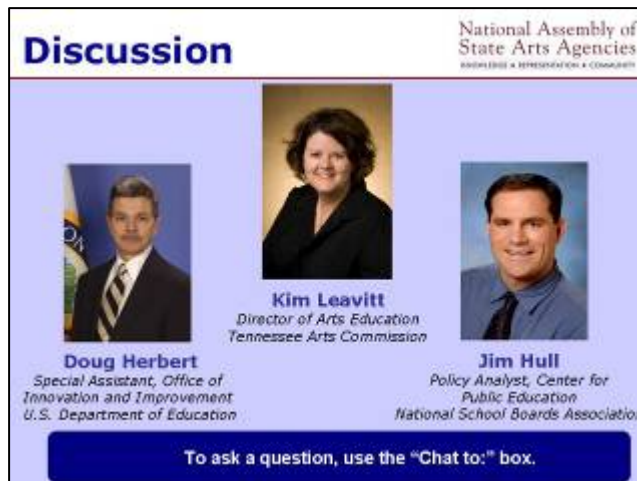 Discussion
National Assembly of
State Arts Agencies
KNOWLEDGE • REPRESENTATION • COMMUNITY
Kim Leavitt
Director of Arts Education
Tennessee Arts Commission
Doug Herbert
Special Assistant, Office of
Innovation and Improvement
U.S. Department of Education
Jim Hull
Policy Analyst, Center for
Public Education
National School Boards Association
To ask a question, use the “Chat to:” box.